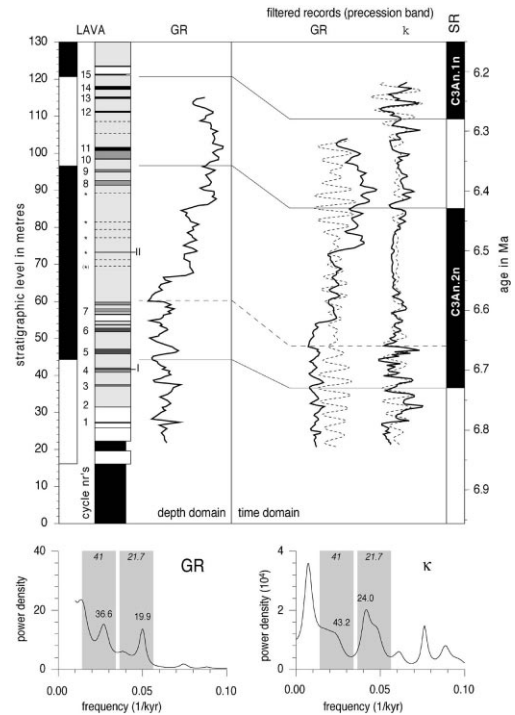 filtered records (precession band)
LAVA GR GR κ SR
130
120
110
100
90
80
70
60
50
40
30
20
10
0
stratigraphic level in metres
15
14
13
12
11
10
9
8
*
*
*
*
*
(*)
7
6
5
4
3
2
1
cycle nr's
II
I
depth domain time domain
C3An.1n
C3An.2n
6.2
6.3
6.4
6.5
6.6
6.7
6.8
6.9
age in Ma
40
20
0
power density
41 21.7
GR
36.6 19.9
0.00 0.05 0.10
frequency (1/kyr)
4
2
0
power density (10⁴)
41 21.7
κ
43.2 24.0
0.00 0.05 0.10
frequency (1/kyr)